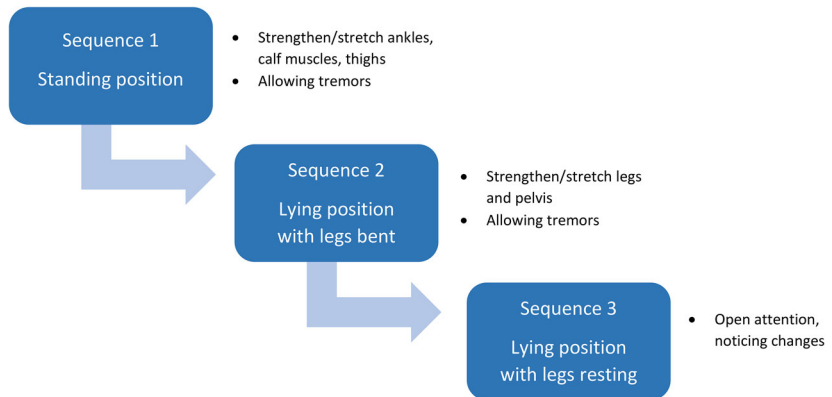 Sequence 1
Standing position
• Strengthen/stretch ankles,
calf muscles, thighs
• Allowing tremors
Sequence 2
Lying position
with legs bent
• Strengthen/stretch legs
and pelvis
• Allowing tremors
Sequence 3
Lying position
with legs resting
• Open attention,
noticing changes